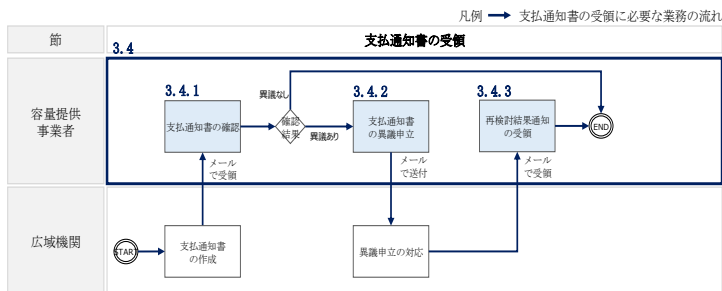 凡例 支払通知書の受領に必要な業務の流れ
節
3.4
支払通知書の受領
容量提供
事業者
3.4.1
支払通知書の確認
異議なし
確認
結果
異議あり
3.4.2
支払通知書
の異議申立
3.4.3
再検討結果通知
の受領
END
メール
で受領
メール
で送付
メール
で受領
広域機関
START
支払通知書
の作成
異議申立の対応